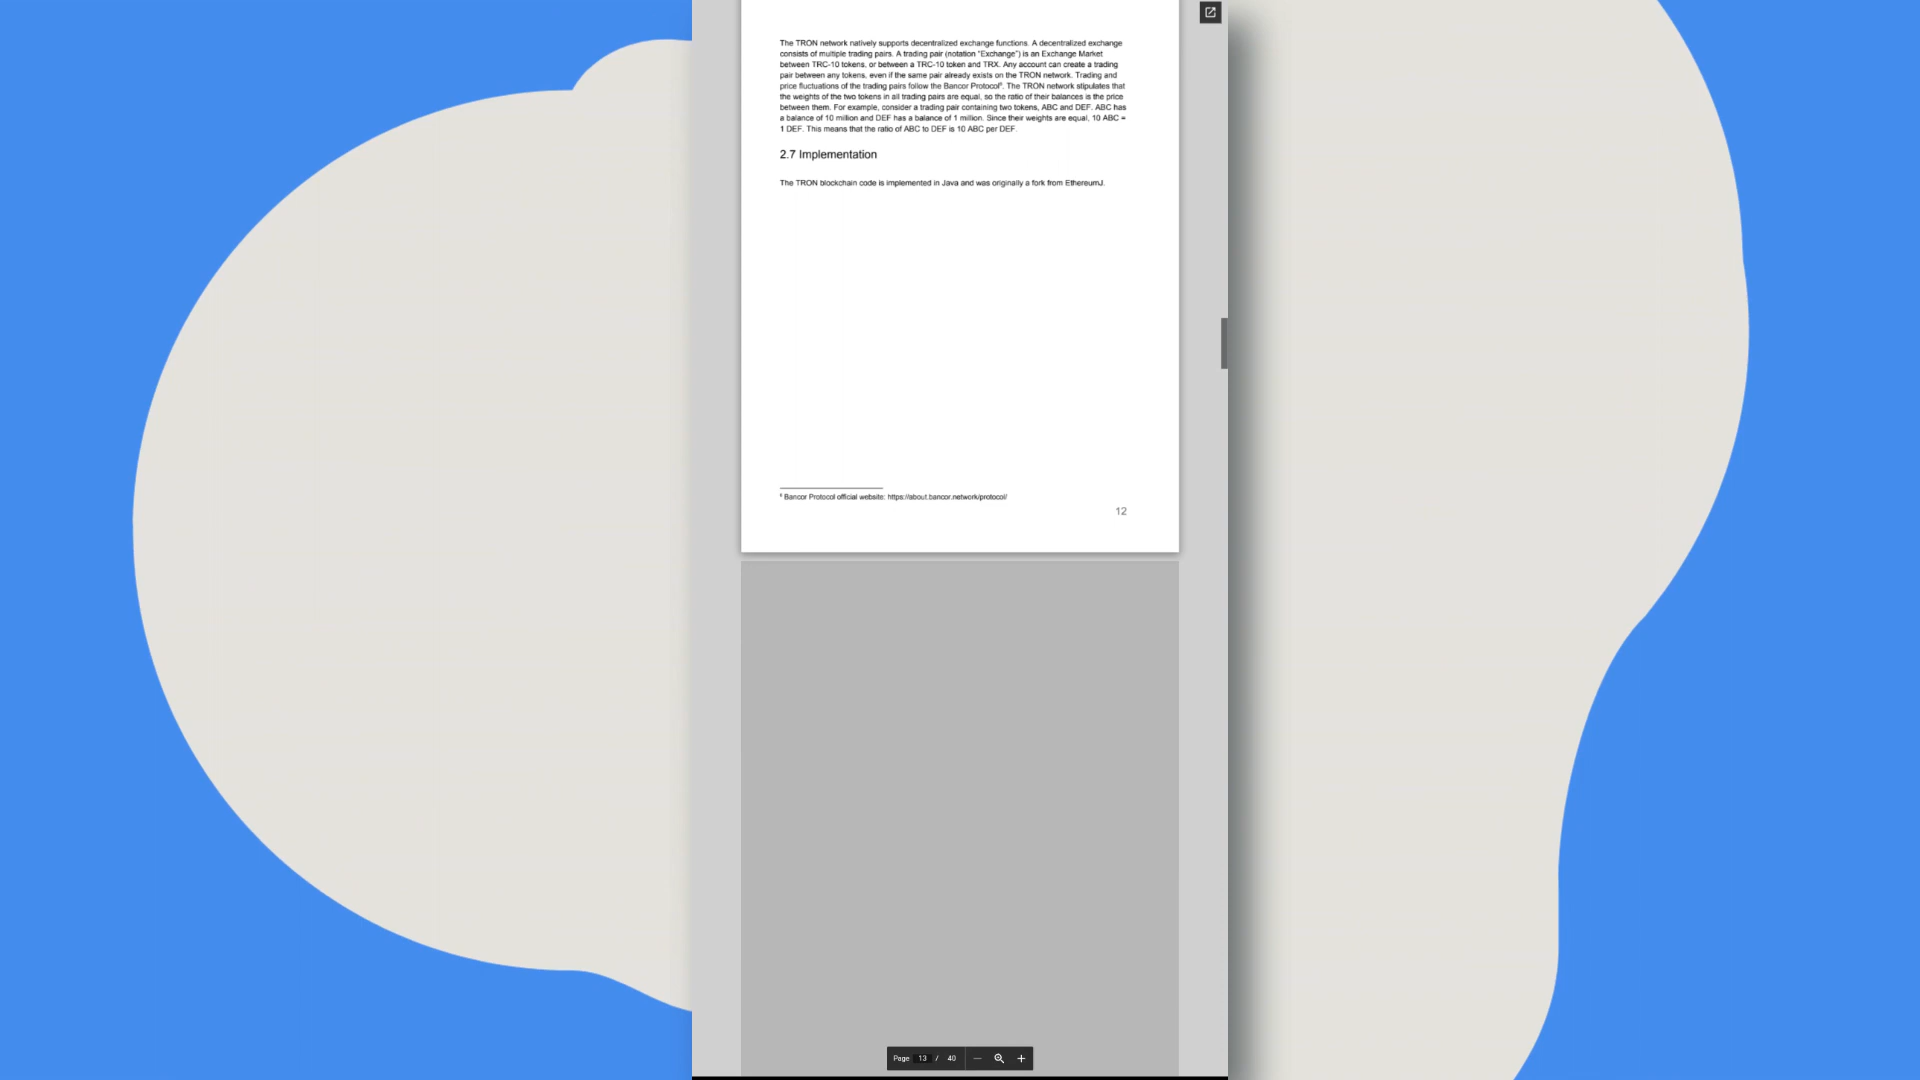 The TRON network natively supports decentralized exchange functions. A decentralized exchange
consists of multiple trading pairs. A trading pair (notation "Exchange") is an Exchange Market
between TRC-10 tokens, or between a TRC-10 token and TRX. Any account can create a trading
pair between any tokens, even if the same pair already exists on the TRON network. Trading and
price fluctuations of the trading pairs follow the Bancor Protocol⁶. The TRON network stipulates that
the weights of the two tokens in all trading pairs are equal, so the ratio of their balances is the price
between them. For example, consider a trading pair containing two tokens, ABC and DEF. ABC has
a balance of 10 million and DEF has a balance of 1 million. Since their weights are equal, 10 ABC =
1 DEF. This means that the ratio of ABC to DEF is 10 ABC per DEF.
2.7 Implementation
The TRON blockchain code is implemented in Java and was originally a fork from EthereumJ.
⁶ Bancor Protocol official website: https://about.bancor.network/protocol/
12
Page 13 / 40